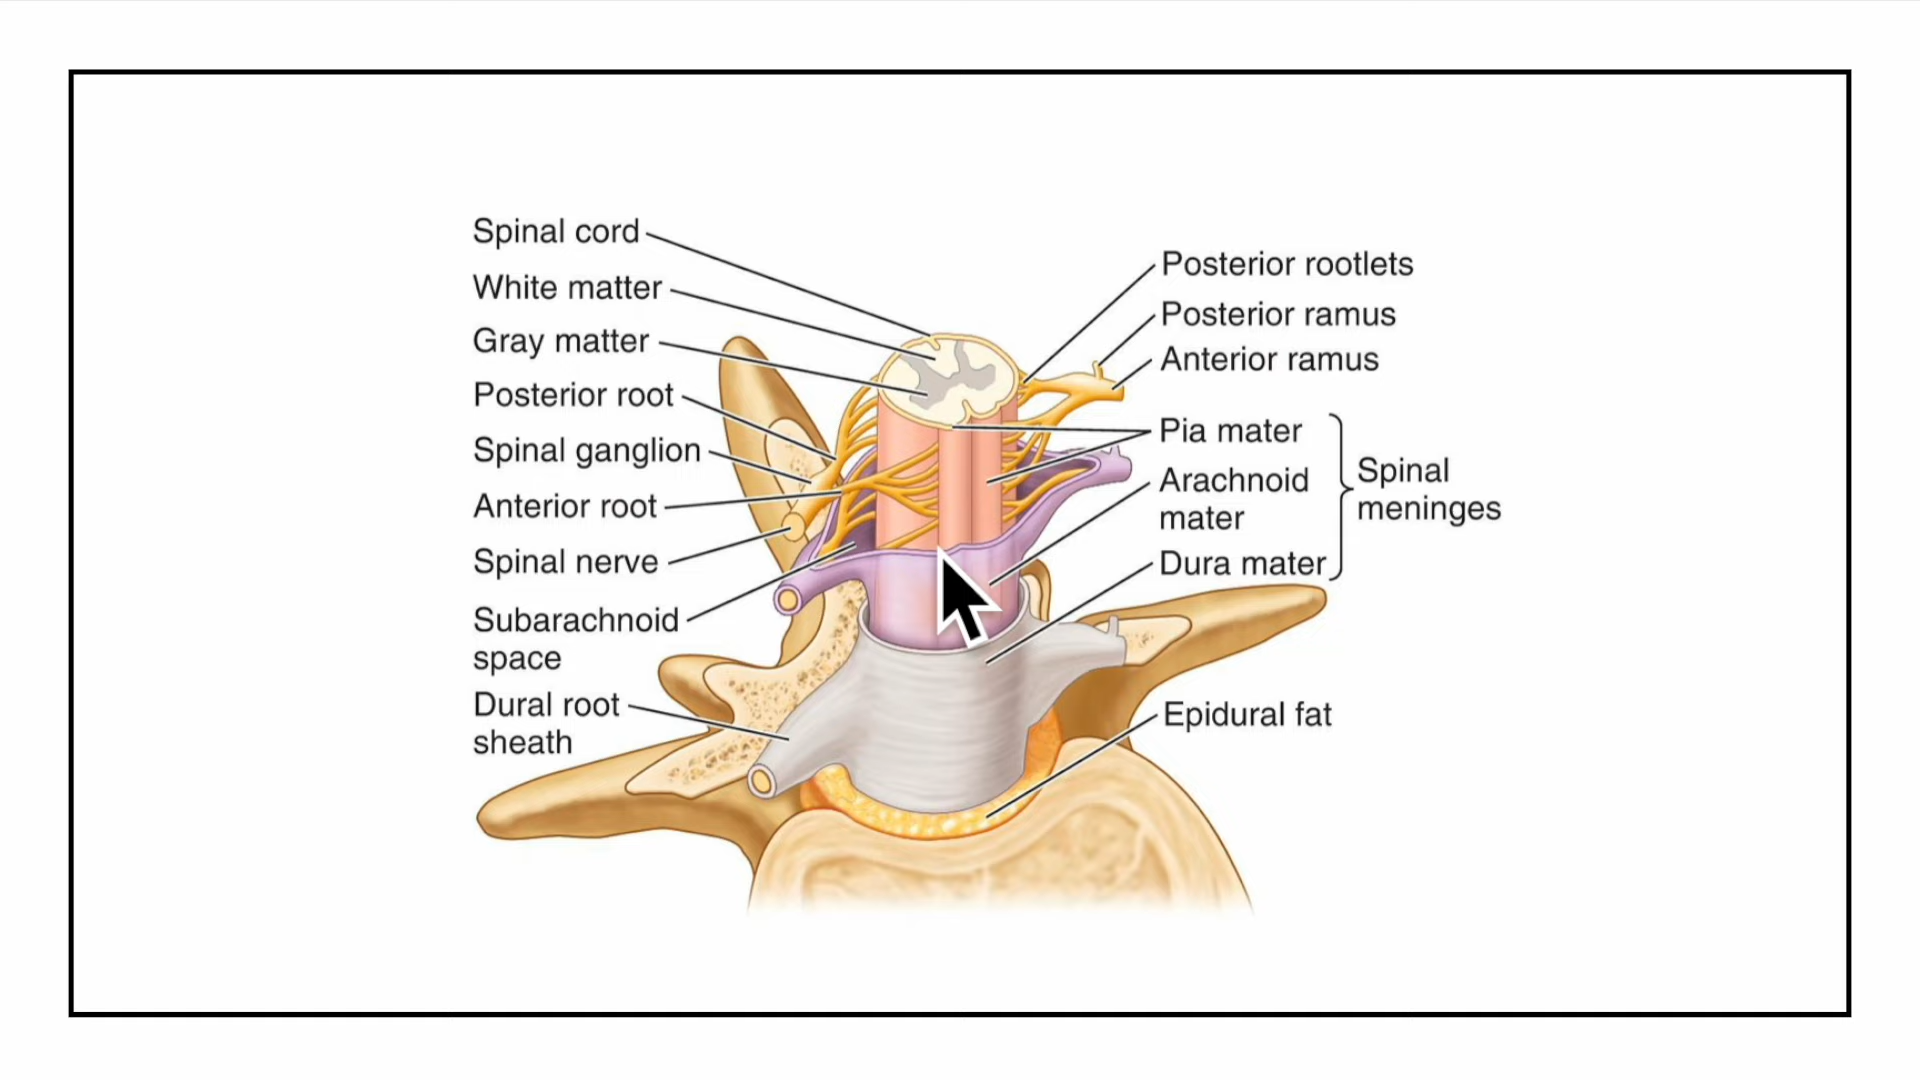 Spinal cord
White matter
Gray matter
Posterior root
Spinal ganglion
Anterior root
Spinal nerve
Subarachnoid
space
Dural root
sheath
Posterior rootlets
Posterior ramus
Anterior ramus
Pia mater
Arachnoid
mater
Dura mater
Spinal
meninges
Epidural fat